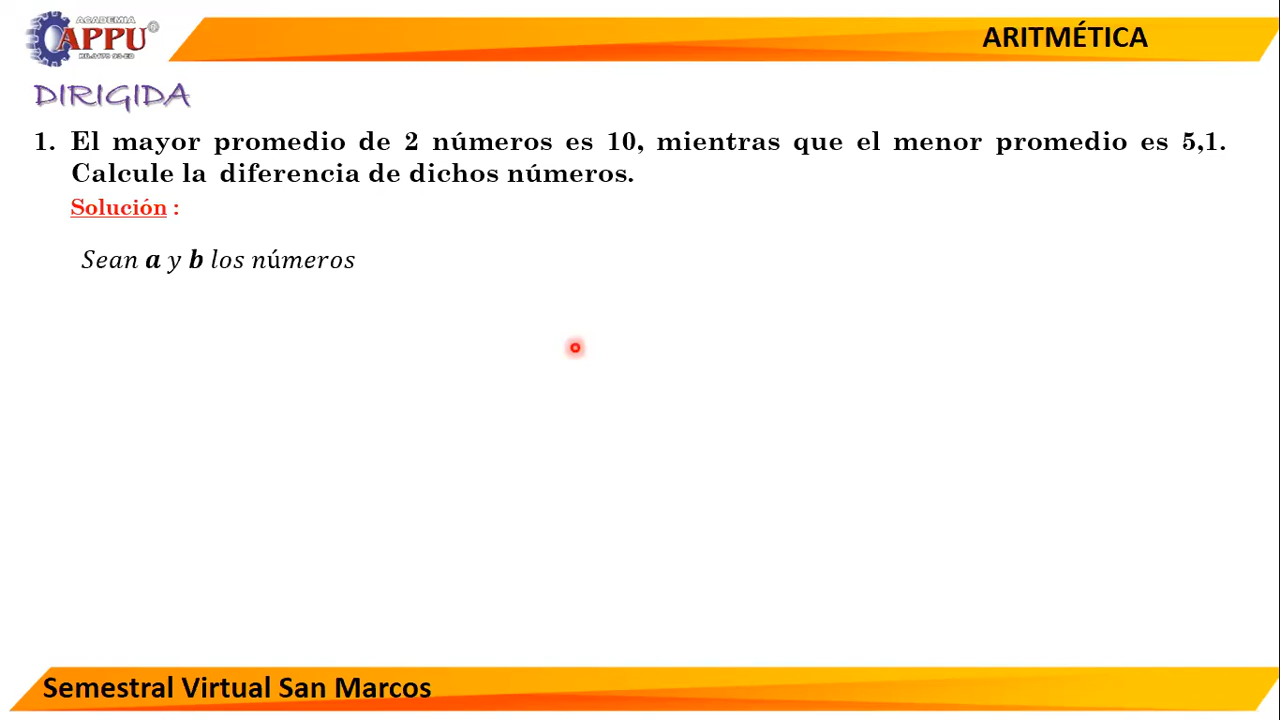 ACADEMIA
APPU®
ARITMÉTICA
DIRIGIDA
1. El mayor promedio de 2 números es 10, mientras que el menor promedio es 5,1.
Calcule la diferencia de dichos números.
Solución :
Sean a y b los números
Semestral Virtual San Marcos